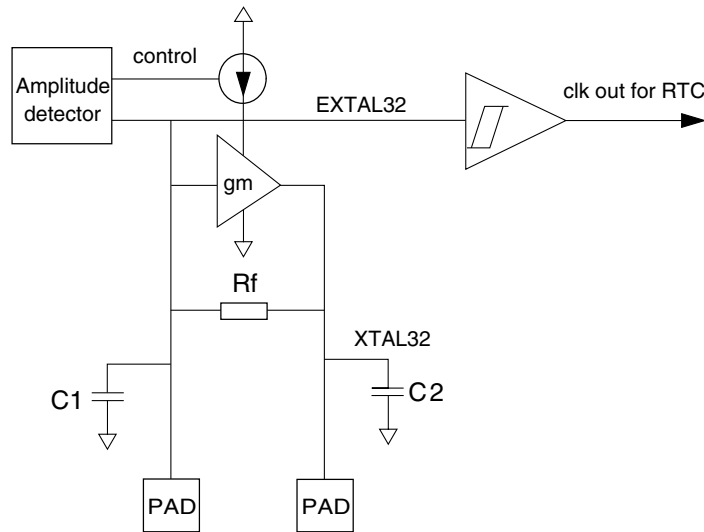 control
Amplitude
detector
EXTAL32
clk out for RTC
gm
Rf
XTAL32
C1
C2
PAD
PAD